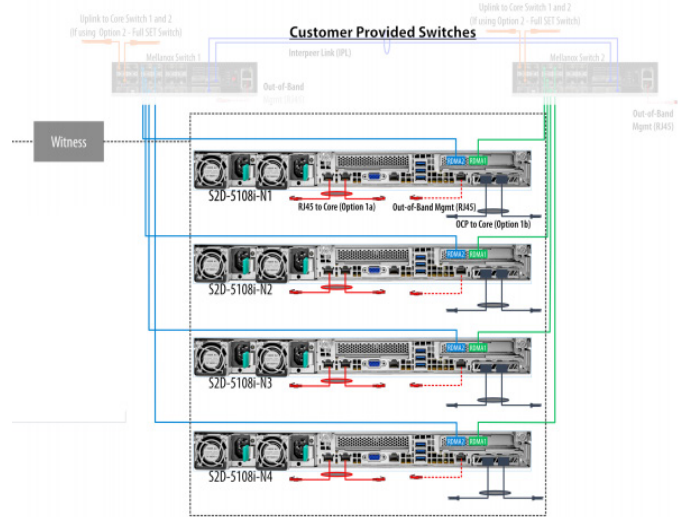 Uplink to Core Switch 1 and 2
(If using Option 2 - Full SET Switch)
Customer Provided Switches
Uplink to Core Switch 1 and 2
(If using Option 2 - Full SET Switch)
Mellanox Switch 1
Interpeer Link (IPL)
Mellanox Switch 2
Out-of-Band
Mgmt (RJ45)
Out-of-Band
Mgmt (RJ45)
Witness
RDMA2 RDMA1
S2D-5108i-N1
RJ45 to Core (Option 1a)
Out-of-Band Mgmt (RJ45)
OCP to Core (Option 1b)
RDMA2 RDMA1
S2D-5108i-N2
RDMA2 RDMA1
S2D-5108i-N3
RDMA2 RDMA1
S2D-5108i-N4